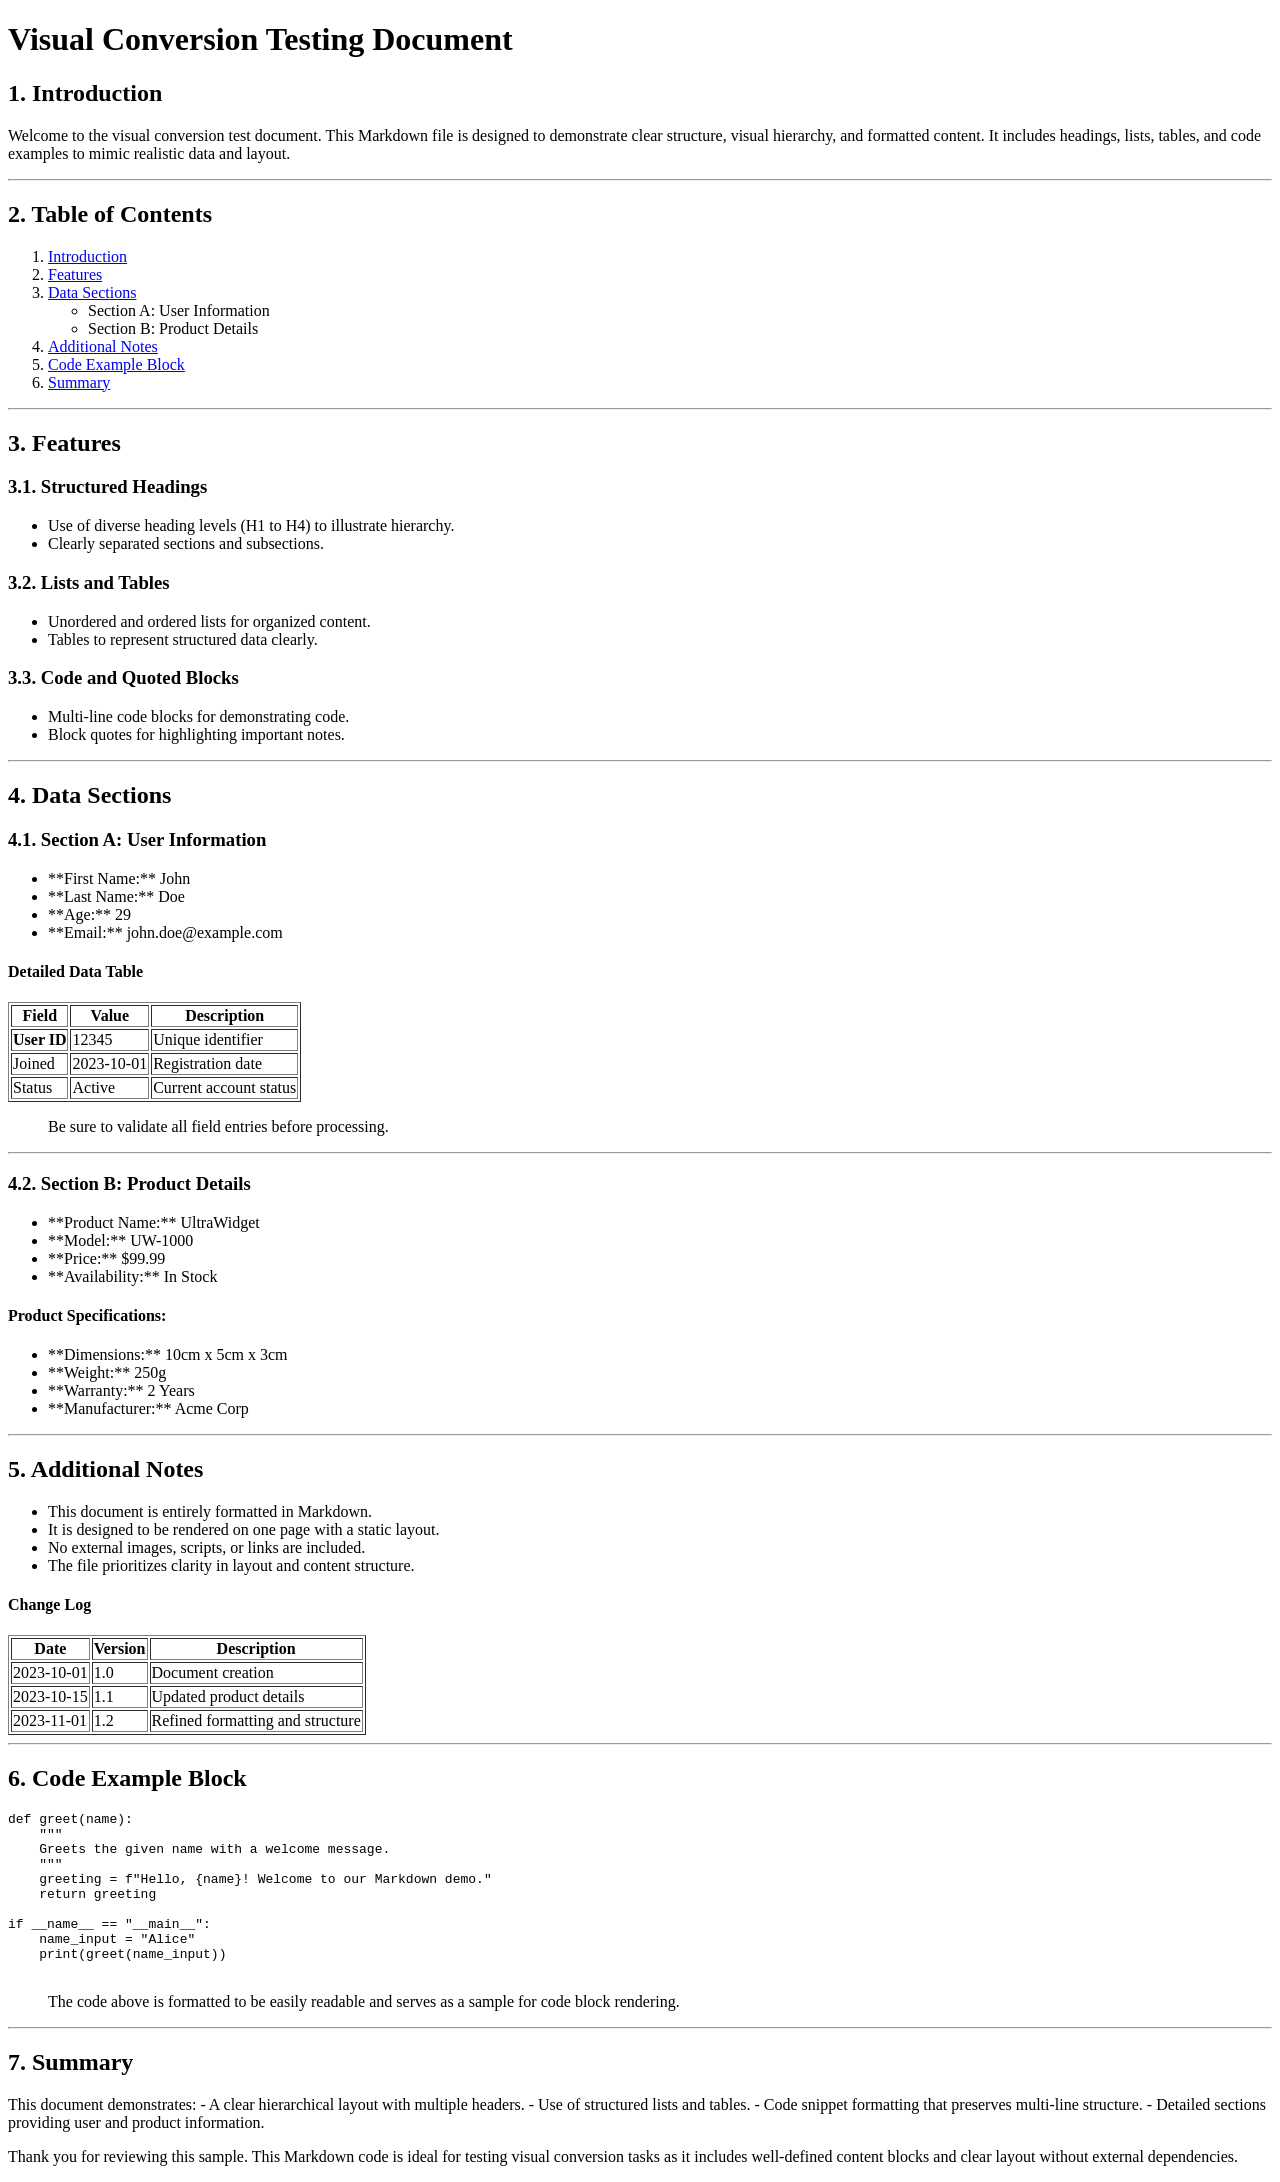 Visual Conversion Testing Document
1. Introduction
Welcome to the visual conversion test document. This Markdown file is designed to demonstrate clear structure, visual hierarchy, and formatted content. It includes headings, lists, tables, and code
examples to mimic realistic data and layout.
2. Table of Contents
1. Introduction
2. Features
3. Data Sections
Section A: User Information
Section B: Product Details
4. Additional Notes
5. Code Example Block
6. Summary
3. Features
3.1. Structured Headings
Use of diverse heading levels (H1 to H4) to illustrate hierarchy.
Clearly separated sections and subsections.
3.2. Lists and Tables
Unordered and ordered lists for organized content.
Tables to represent structured data clearly.
3.3. Code and Quoted Blocks
Multi-line code blocks for demonstrating code.
Block quotes for highlighting important notes.
4. Data Sections
4.1. Section A: User Information
**First Name:** John
**Last Name:** Doe
**Age:** 29
**Email:** john.doe@example.com
Detailed Data Table
Field Value Description
User ID 12345 Unique identifier
Joined 2023-10-01 Registration date
Status Active Current account status
Be sure to validate all field entries before processing.
4.2. Section B: Product Details
**Product Name:** UltraWidget
**Model:** UW-1000
**Price:** $99.99
**Availability:** In Stock
Product Specifications:
**Dimensions:** 10cm x 5cm x 3cm
**Weight:** 250g
**Warranty:** 2 Years
**Manufacturer:** Acme Corp
5. Additional Notes
This document is entirely formatted in Markdown.
It is designed to be rendered on one page with a static layout.
No external images, scripts, or links are included.
The file prioritizes clarity in layout and content structure.
Change Log
Date Version Description
2023-10-01 1.0 Document creation
2023-10-15 1.1 Updated product details
2023-11-01 1.2 Refined formatting and structure
6. Code Example Block
def greet(name):
    """
    Greets the given name with a welcome message.
    """
    greeting = f"Hello, {name}! Welcome to our Markdown demo."
    return greeting
if __name__ == "__main__":
    name_input = "Alice"
    print(greet(name_input))
The code above is formatted to be easily readable and serves as a sample for code block rendering.
7. Summary
This document demonstrates: - A clear hierarchical layout with multiple headers. - Use of structured lists and tables. - Code snippet formatting that preserves multi-line structure. - Detailed sections
providing user and product information.
Thank you for reviewing this sample. This Markdown code is ideal for testing visual conversion tasks as it includes well-defined content blocks and clear layout without external dependencies.